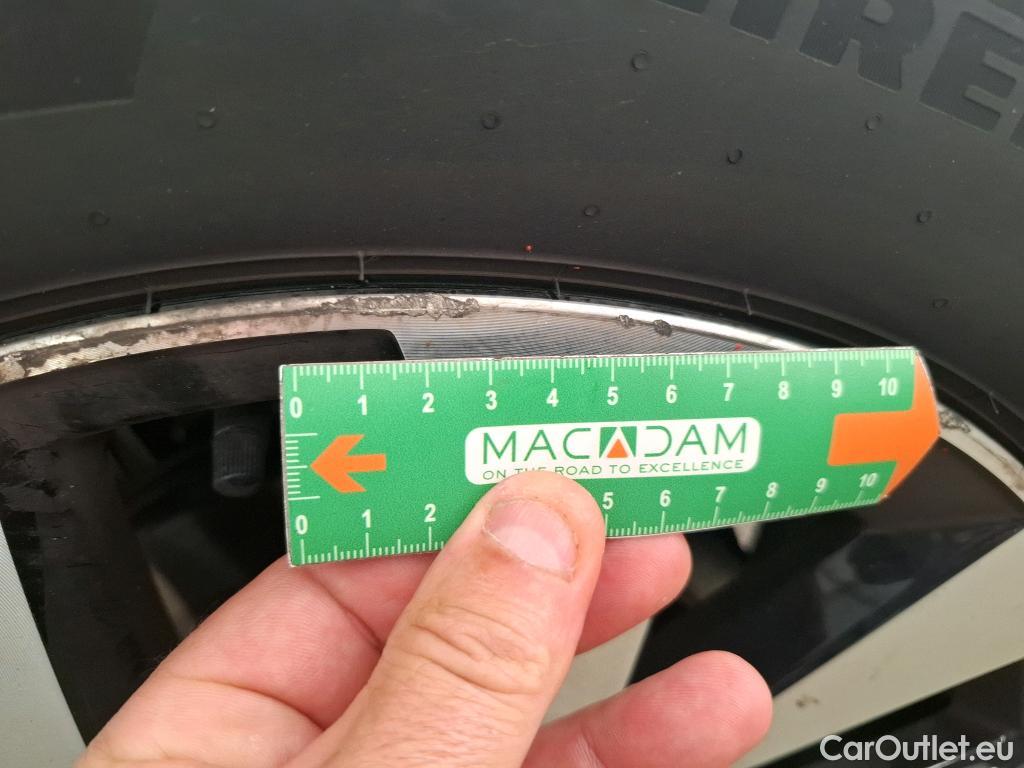 0 1 2 3 4 5 6 7 8 9 10
MACADAM
ON THE ROAD TO EXCELLENCE
0 1 2 5 6 7 8 9 10
CarOutlet.eu